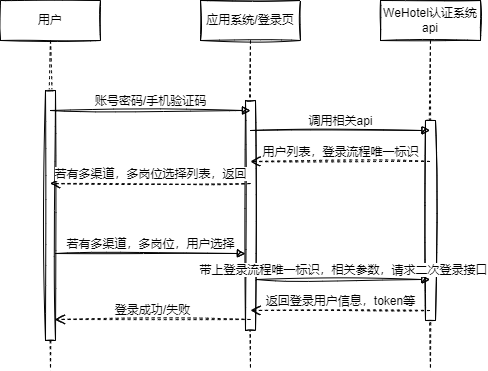 用户
应用系统/登录页
WeHotel认证系统
api
账号密码/手机验证码
调用相关api
用户列表，登录流程唯一标识
若有多渠道，多岗位选择列表，返回
若有多渠道，多岗位，用户选择
带上登录流程唯一标识，相关参数，请求二次登录接口
返回登录用户信息，token等
登录成功/失败